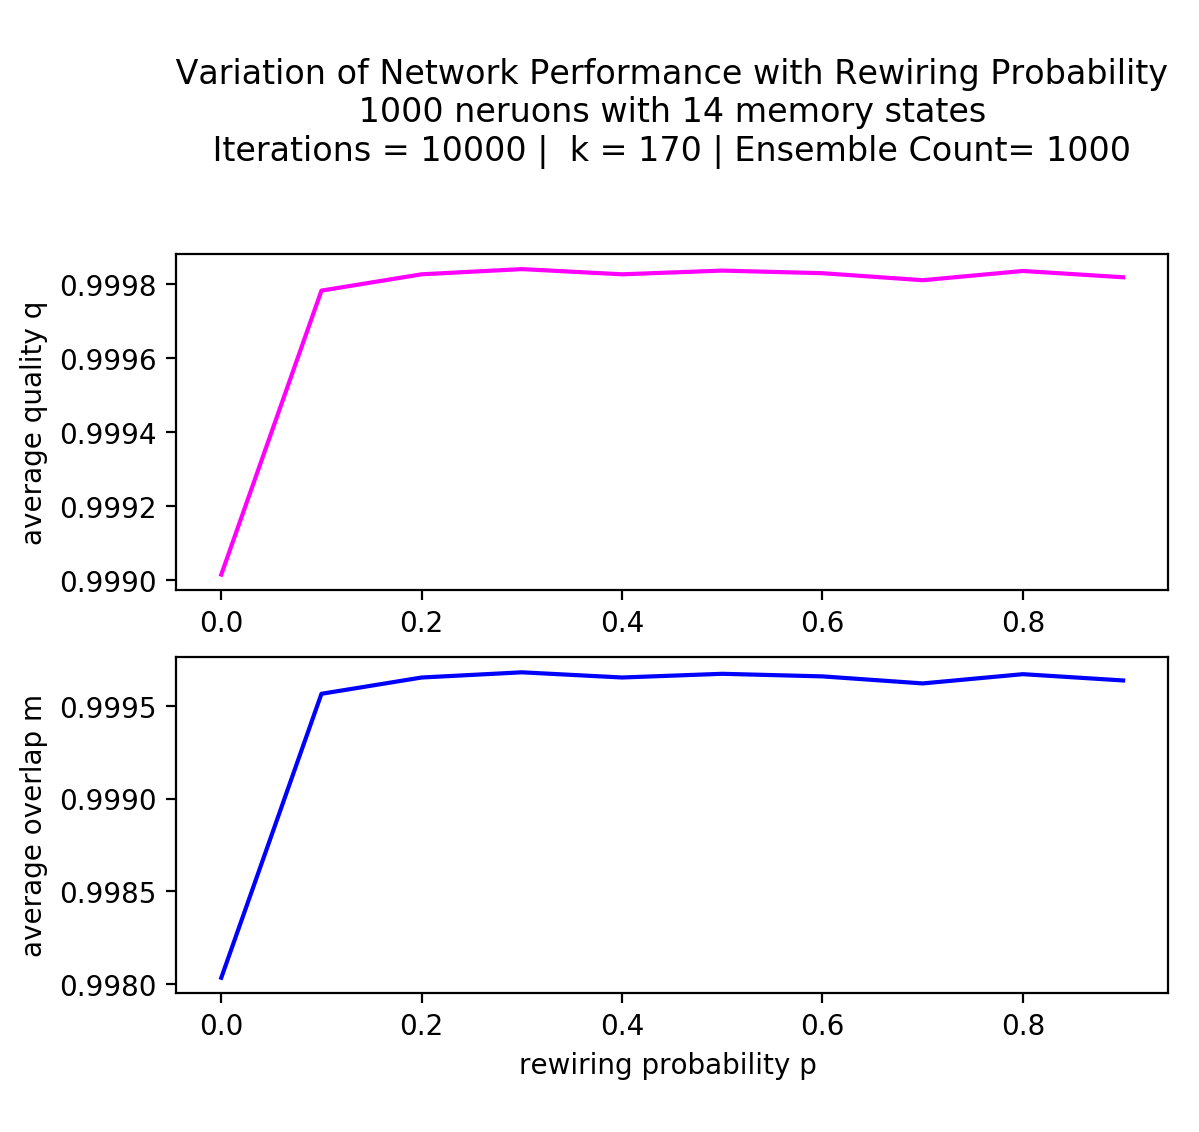 Variation of Network Performance with Rewiring Probability
1000 neruons with 14 memory states
Iterations = 10000 |  k = 170 | Ensemble Count= 1000
average quality q
0.9998
0.9996
0.9994
0.9992
0.9990
0.0 0.2 0.4 0.6 0.8
average overlap m
0.9995
0.9990
0.9985
0.9980
0.0 0.2 0.4 0.6 0.8
rewiring probability p